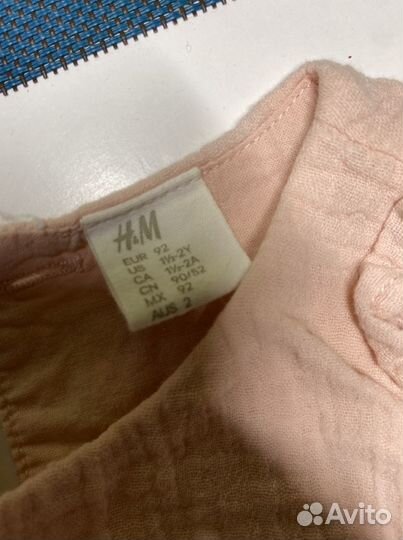 H&M
EUR 92
US 1½-2Y
CA 1½-2A
CN 90/52
MX 92
AUS 2
Avito